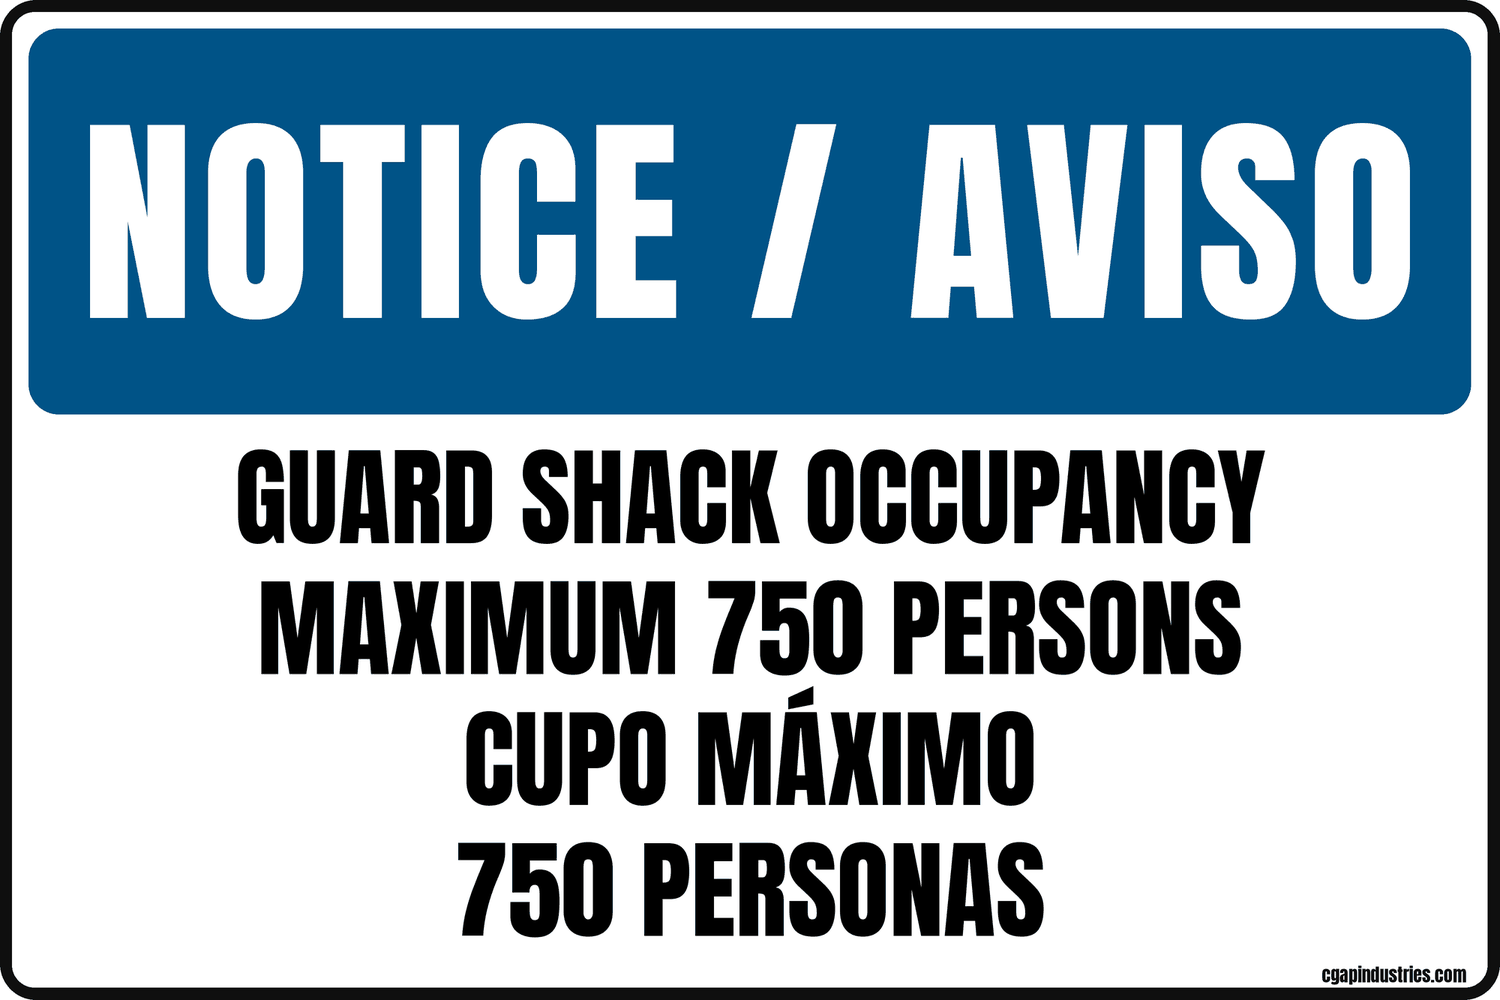 NOTICE / AVISO
GUARD SHACK OCCUPANCY
MAXIMUM 750 PERSONS
CUPO MÁXIMO
750 PERSONAS
cgapindustries.com